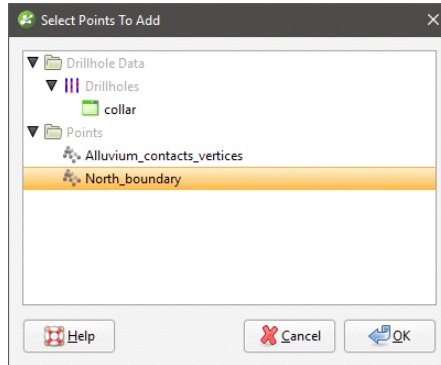 Select Points To Add
Drillhole Data
Drillholes
collar
Points
Alluvium_contacts_vertices
North_boundary
Help
Cancel
OK